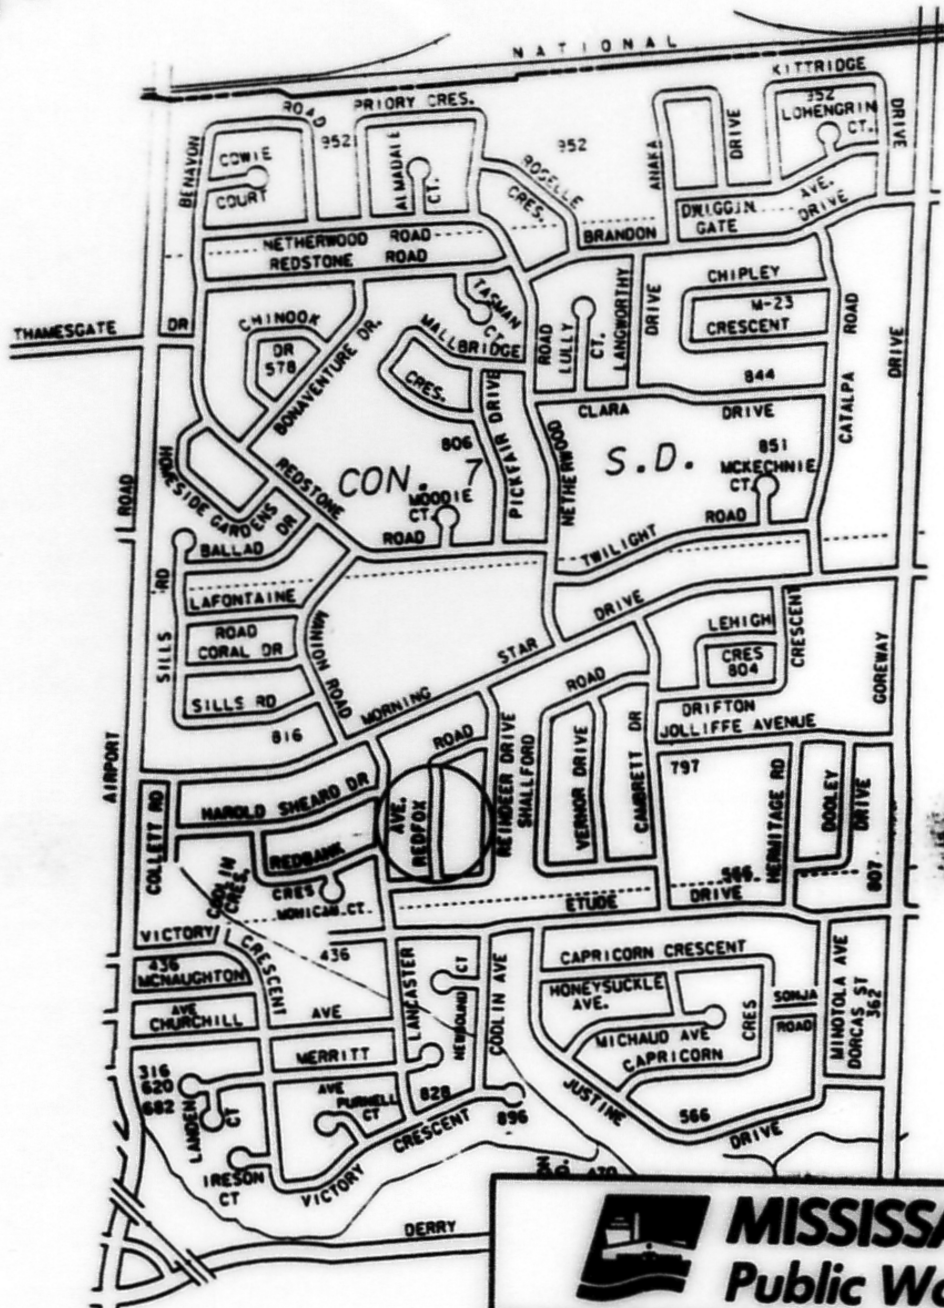 NATIONAL
KITTRIDGE
ROAD
PRIORY CRES.
952
LOHENGRIN
CT.
DRIVE
952
952
COWIE
COURT
BENAVON
ALMADALE
CT.
ROSELLE
CRES.
ANAKA
DRIVE
AVE.
DWIGGIN
GATE
DRIVE
BRANDON
NETHERWOOD ROAD
REDSTONE ROAD
TASMAN
CT.
CHIPLEY
M-23
CRESCENT
THAMESGATE DR
CHINOOK
DR
578
BONAVENTURE DR.
MALLBRIDGE
CRES.
ROAD
LULLY
CT.
LANGWORTHY
DRIVE
ROAD
DRIVE
844
CLARA DRIVE
CATALPA
806
PICKFAIR DRIVE
NETHERWOOD
CON. 7
S.D.
851
MCKECHNIE
CT.
REDSTONE
MOODIE
CT.
ROAD
ROAD
HOMESIDE GARDENS
BALLAD DR
TWILIGHT ROAD
RD
LAFONTAINE
ROAD
CORAL DR
SILLS
SILLS RD
MANION ROAD
816
MORNING STAR DRIVE
LEHIGH
CRES
804
CRESCENT
GOREWAY
DRIFTON
JOLLIFFE AVENUE
ROAD
ROAD
AIRPORT
HAROLD SHEARD DR
COLLETT RD
AVE.
REDFOX
REINDEER DRIVE
SHALLFORD
VERNOR DRIVE
CAMBRETT DR
797
HERMITAGE RD
DOOLEY
DRIVE
807
REDBANK
CRES
MOHICAN CT.
CRES.
566
ETUDE DRIVE
VICTORY
CRESCENT
436
436
MCNAUGHTON
AVE
CHURCHILL
AVE
LANCASTER
NEWBOUND CT
COOLIN AVE
CAPRICORN CRESCENT
HONEYSUCKLE
AVE.
MICHAUD AVE
CAPRICORN
CRES
SONJA
ROAD
MINOTOLA AVE
DORCAS ST
362
MERRITT
AVE
316
620
682
LANDEN
CT
PURNELL
CT
828
896
JUSTINE
566
DRIVE
IRESON
CT
VICTORY CRESCENT
DERRY
MISSISSA
Public Wo